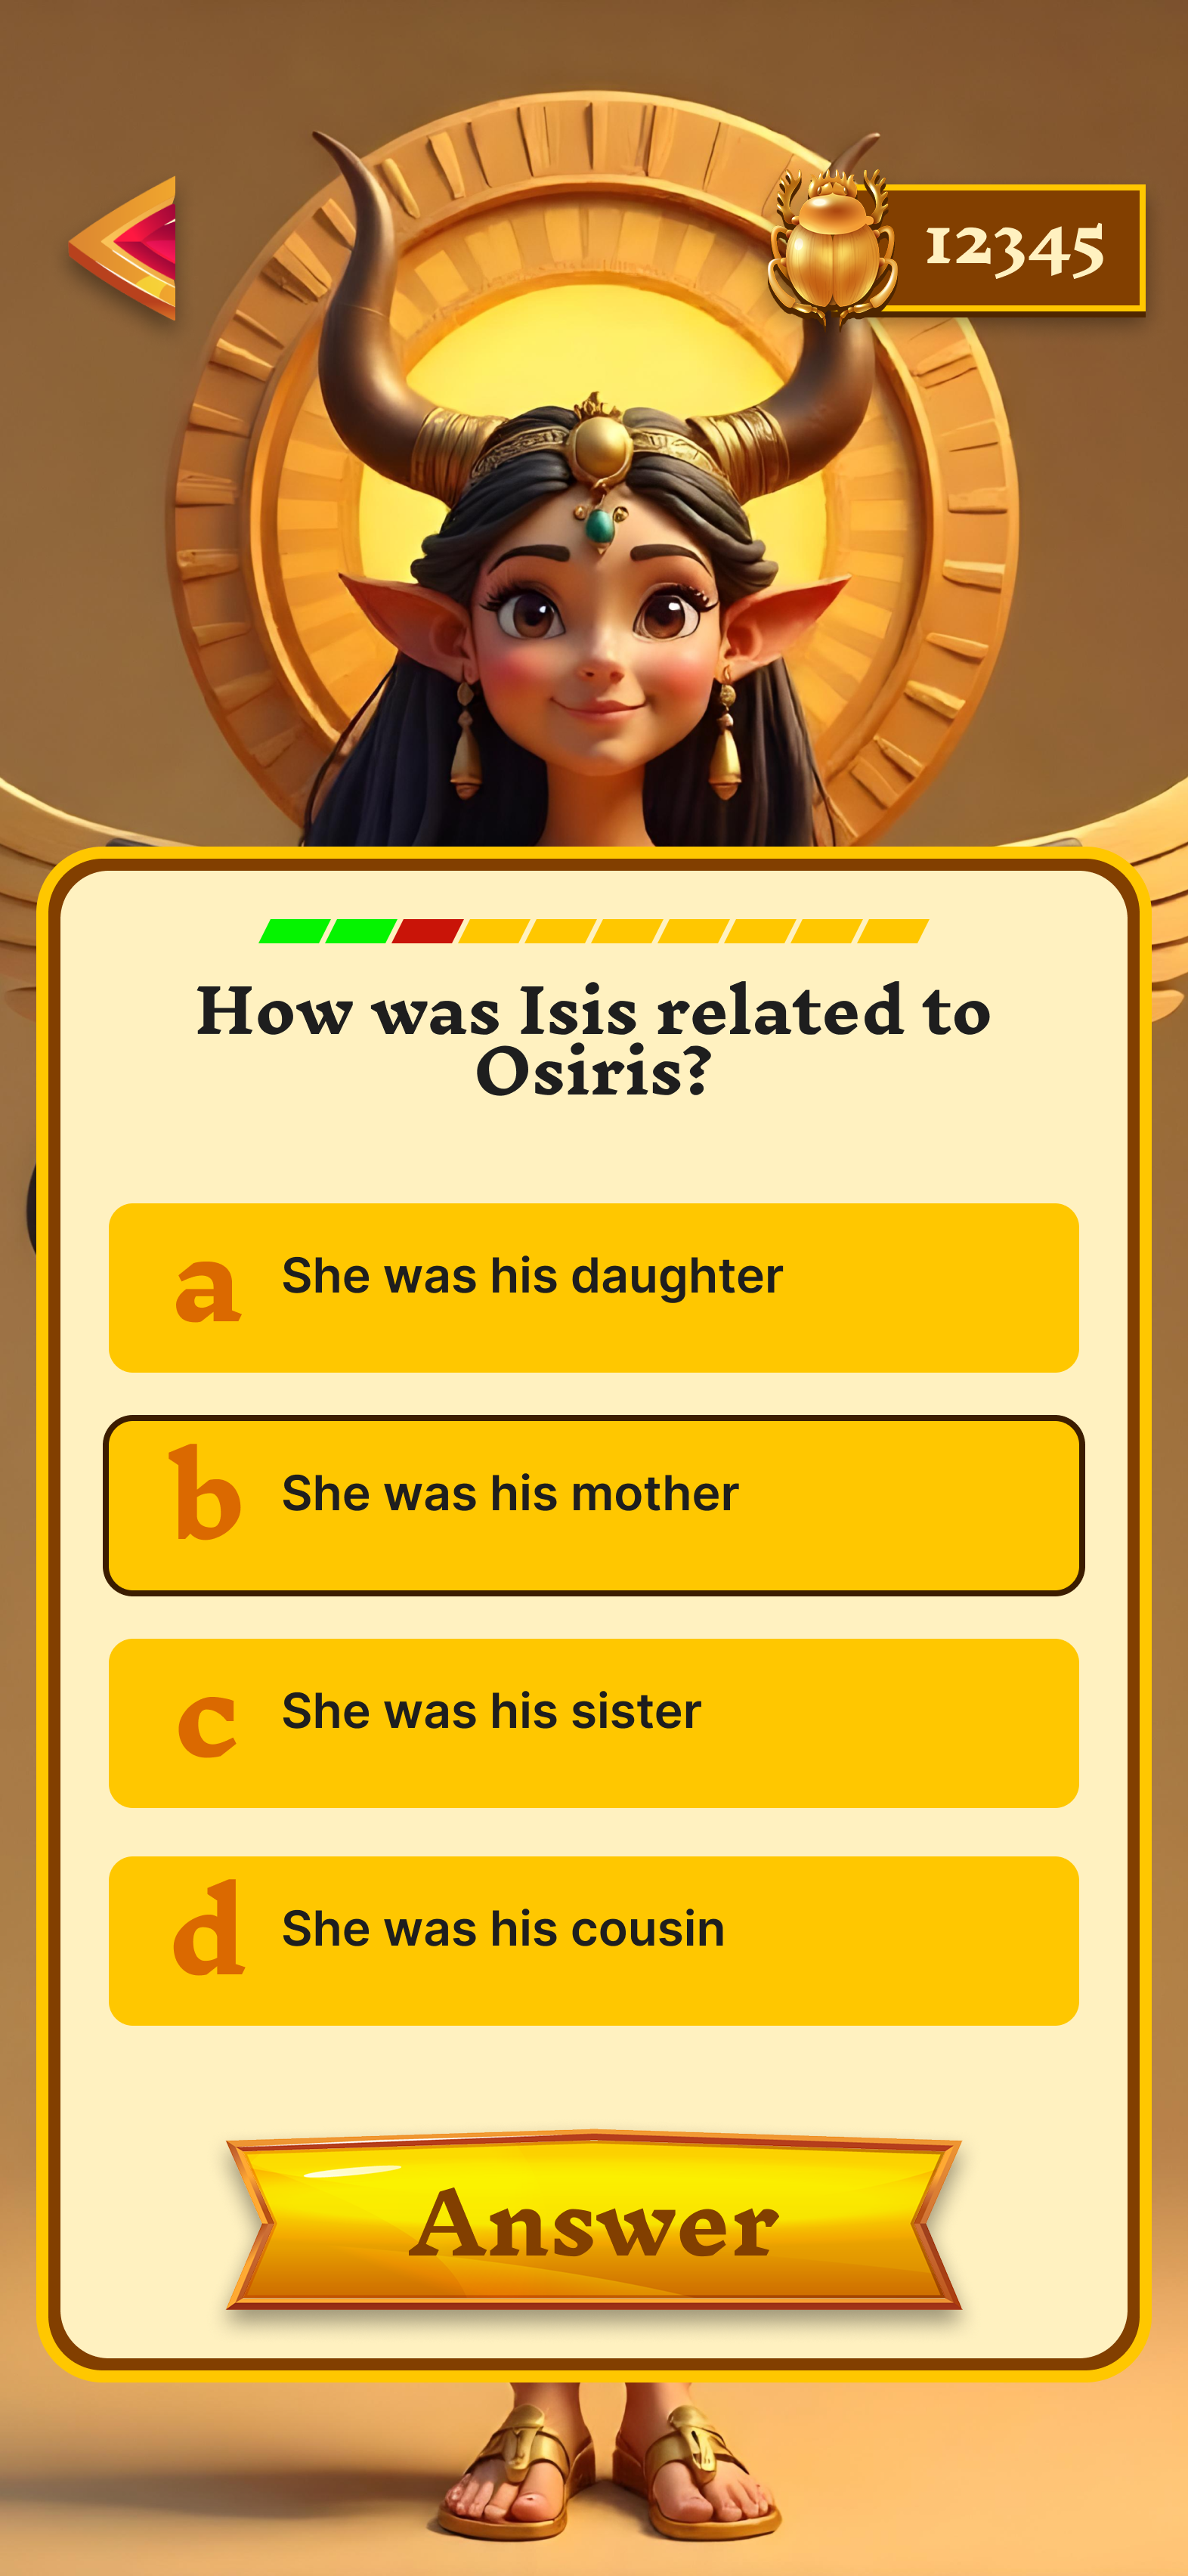 12345
How was Isis related to
Osiris?
a She was his daughter
b She was his mother
c She was his sister
d She was his cousin
Answer